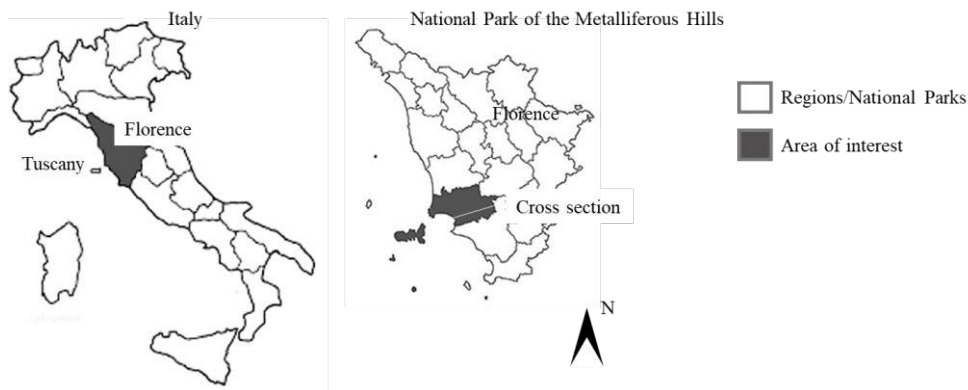 Italy
National Park of the Metalliferous Hills
Florence
Tuscany
Florence
Cross section
N
Regions/National Parks
Area of interest